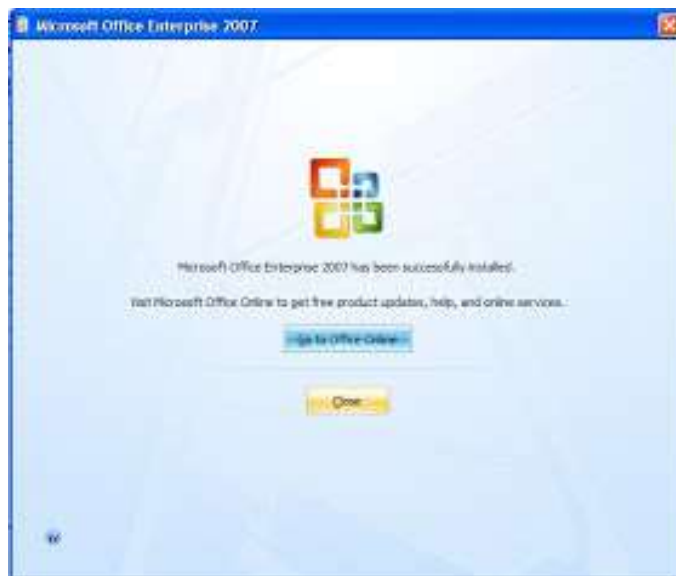 Microsoft Office Enterprise 2007
Microsoft Office Enterprise 2007 has been successfully installed.
Visit Microsoft Office Online to get free product updates, help, and online services.
Go to Office Online
Close